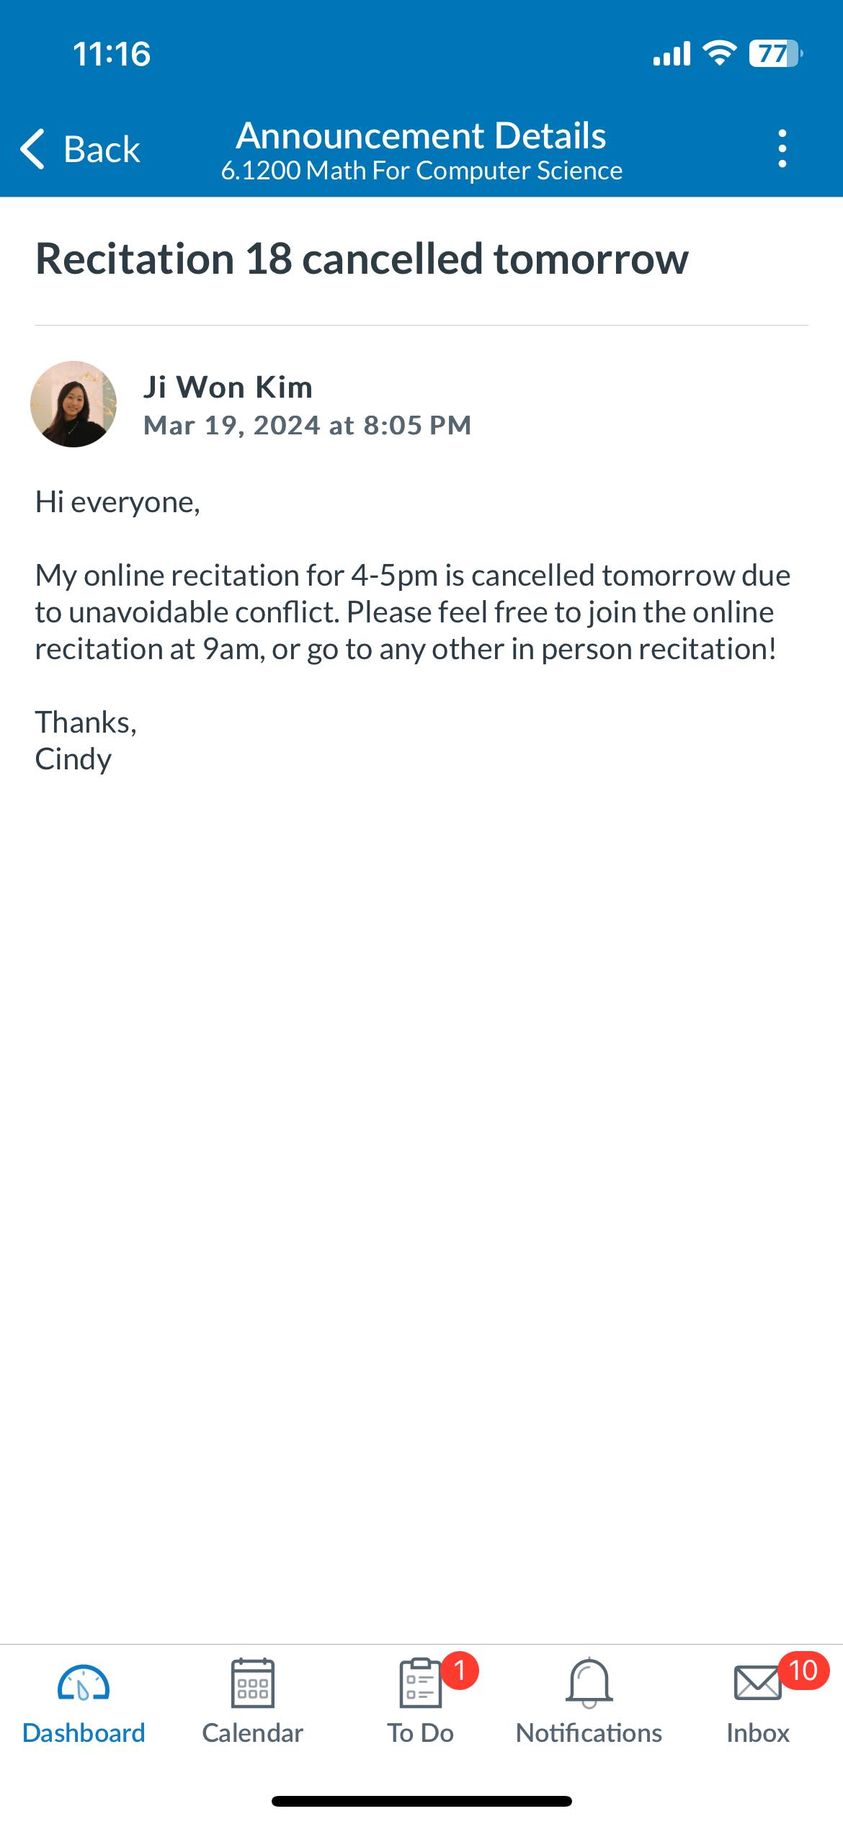 11:16
77
Back
Announcement Details
6.1200 Math For Computer Science
Recitation 18 cancelled tomorrow
Ji Won Kim
Mar 19, 2024 at 8:05 PM
Hi everyone,
My online recitation for 4-5pm is cancelled tomorrow due
to unavoidable conflict. Please feel free to join the online
recitation at 9am, or go to any other in person recitation!
Thanks,
Cindy
1
10
Dashboard
Calendar
To Do
Notifications
Inbox